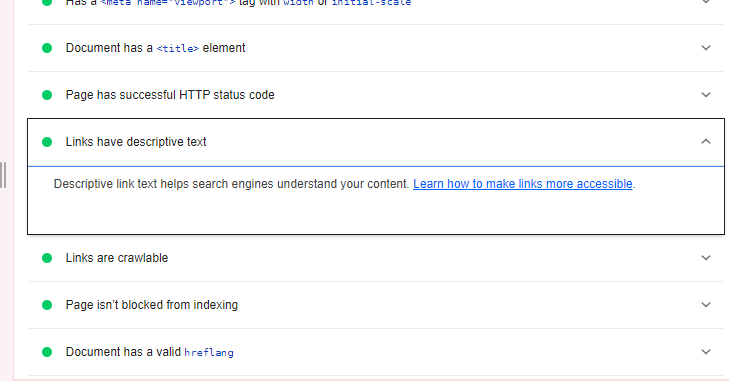 Has a <meta name="viewport"> tag with width or initial-scale
Document has a <title> element
Page has successful HTTP status code
Links have descriptive text
Descriptive link text helps search engines understand your content. Learn how to make links more accessible.
Links are crawlable
Page isn't blocked from indexing
Document has a valid hreflang